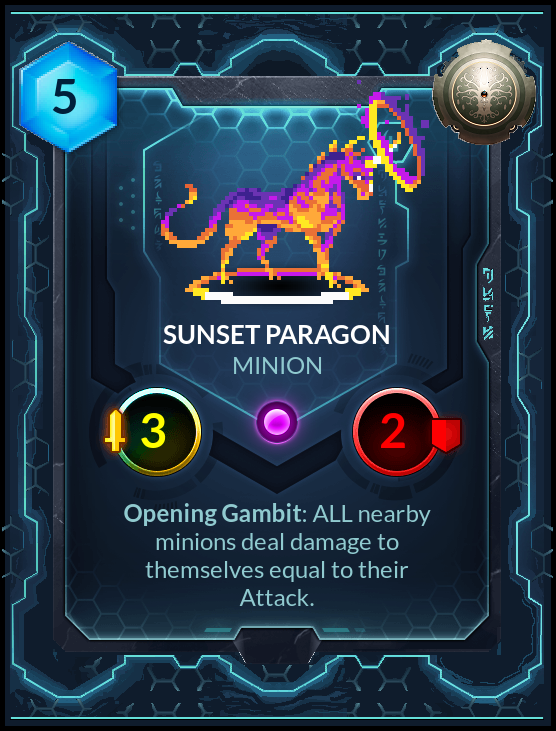 5
SUNSET PARAGON
MINION
3
2
Opening Gambit: ALL nearby
minions deal damage to
themselves equal to their
Attack.